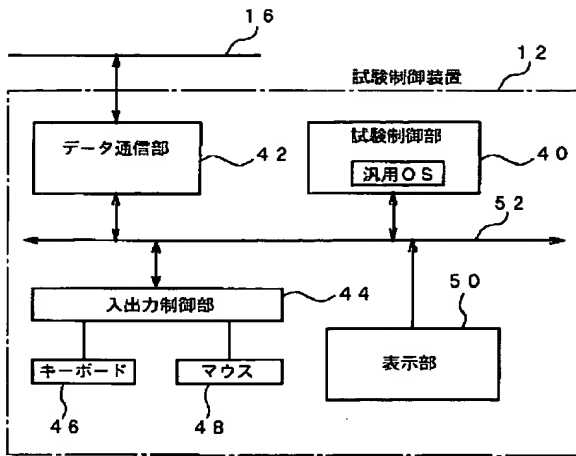 16
試験制御装置
12
データ通信部
42
試験制御部
汎用OS
40
52
入出力制御部
44
50
キーボード
マウス
表示部
46
48